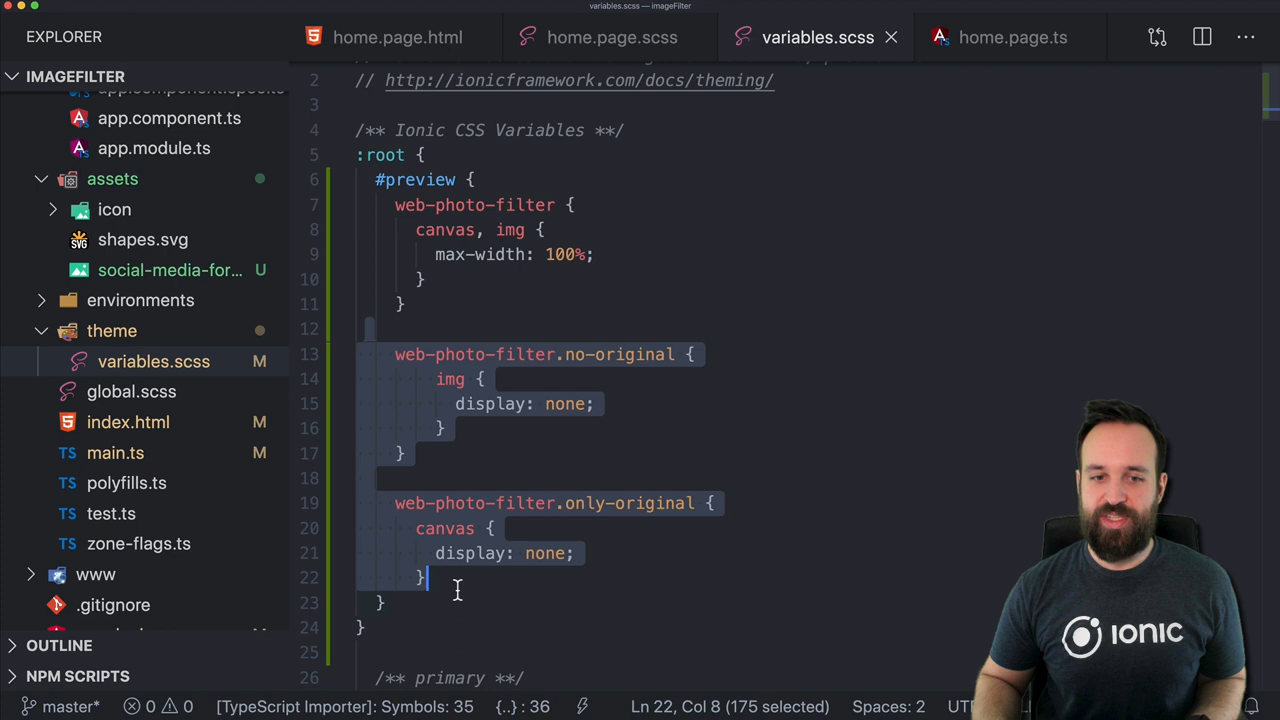 variables.scss — imageFilter
EXPLORER
home.page.html
home.page.scss
variables.scss
home.page.ts
IMAGEFILTER
app.component.ts
app.module.ts
assets
icon
shapes.svg
social-media-for... U
environments
theme
variables.scss M
global.scss
index.html M
main.ts M
TS polyfills.ts
TS test.ts
TS zone-flags.ts
www
.gitignore
OUTLINE
NPM SCRIPTS
2 // http://ionicframework.com/docs/theming/
3
4 /** Ionic CSS Variables **/
5 :root {
6 #preview {
7 web-photo-filter {
8 canvas, img {
9 max-width: 100%;
10 }
11 }
12
13 web-photo-filter.no-original {
14 img {
15 display: none;
16 }
17 }
18
19 web-photo-filter.only-original {
20 canvas {
21 display: none;
22 }
23 }
24 }
25
26 /** primary **/
IONIC
master* 0 0 [TypeScript Importer]: Symbols: 35 {..} : 36 Ln 22, Col 8 (175 selected) Spaces: 2